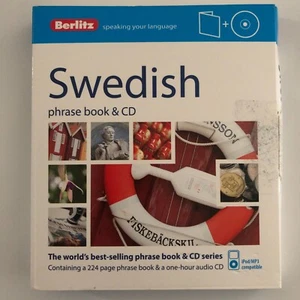 Berlitz speaking your language
+
Swedish
phrase book & CD
FISKEBÄCKSKIL
The world's best-selling phrase book & CD series
Containing a 224 page phrase book & a one-hour audio CD
iPod/MP3
compatible